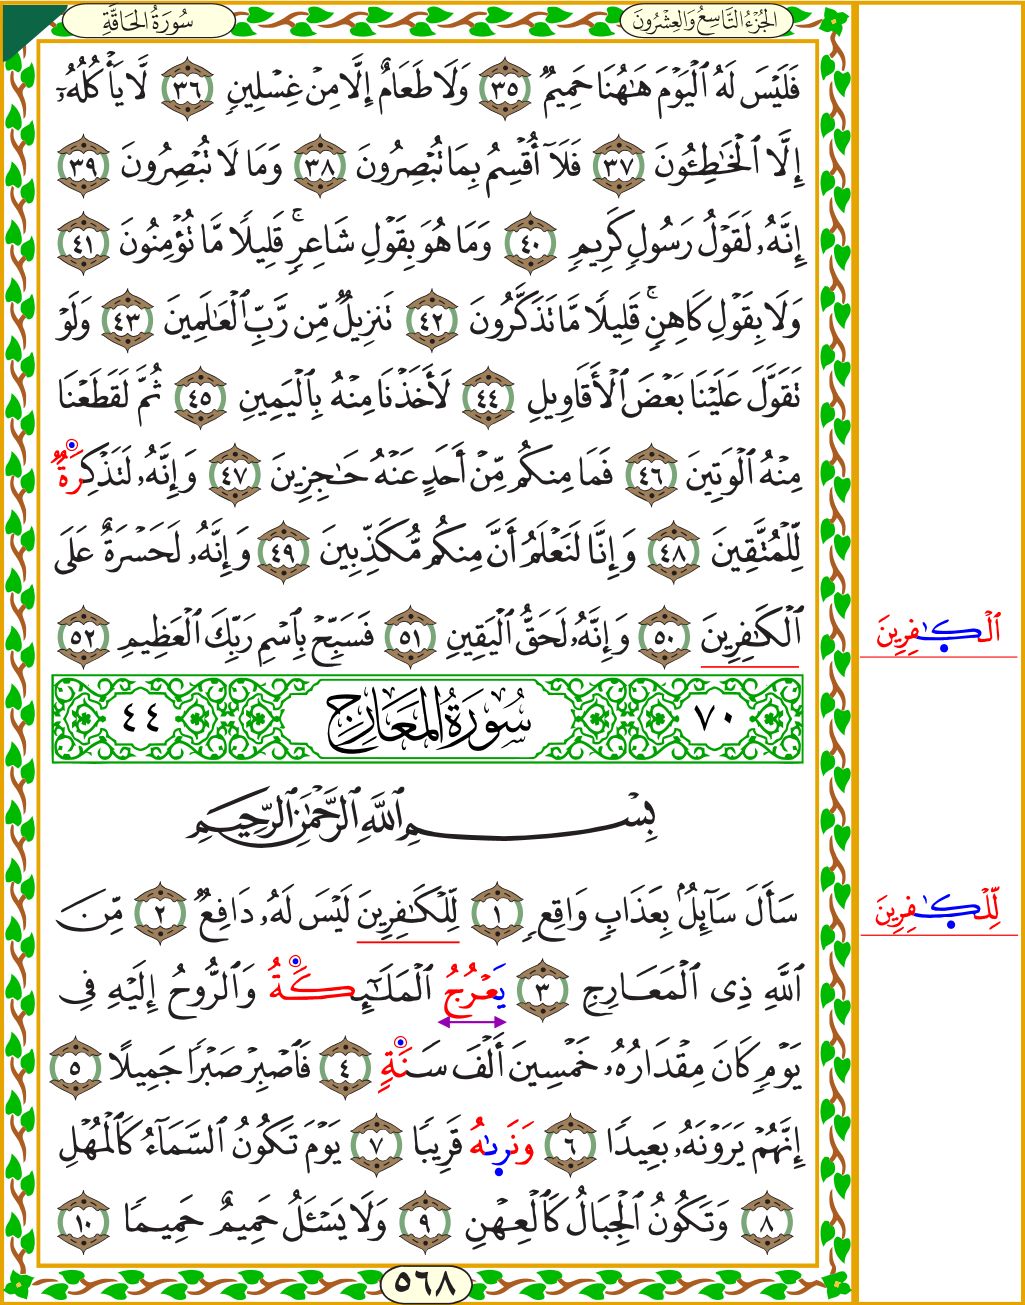 الجُزْءُ التَّاسِعُ وَالعِشْرُونَ
سُورَةُ الحَاقَّةِ
فَلَيْسَ لَهُ ٱلْيَوْمَ هَـٰهُنَا حَمِيمٌ ٣٥ وَلَا طَعَامٌ إِلَّا مِنْ غِسْلِينٍ ٣٦ لَّا يَأْكُلُهُۥٓ
إِلَّا ٱلْخَـٰطِـُٔونَ ٣٧ فَلَآ أُقْسِمُ بِمَا تُبْصِرُونَ ٣٨ وَمَا لَا تُبْصِرُونَ ٣٩
إِنَّهُۥ لَقَوْلُ رَسُولٍ كَرِيمٍ ٤٠ وَمَا هُوَ بِقَوْلِ شَاعِرٍ ۚ قَلِيلًا مَّا تُؤْمِنُونَ ٤١
وَلَا بِقَوْلِ كَاهِنٍ ۚ قَلِيلًا مَّا تَذَكَّرُونَ ٤٢ تَنزِيلٌ مِّن رَّبِّ ٱلْعَـٰلَمِينَ ٤٣ وَلَوْ
تَقَوَّلَ عَلَيْنَا بَعْضَ ٱلْأَقَاوِيلِ ٤٤ لَأَخَذْنَا مِنْهُ بِٱلْيَمِينِ ٤٥ ثُمَّ لَقَطَعْنَا
مِنْهُ ٱلْوَتِينَ ٤٦ فَمَا مِنكُم مِّنْ أَحَدٍ عَنْهُ حَـٰجِزِينَ ٤٧ وَإِنَّهُۥ لَتَذْكِرَةٌ
لِّلْمُتَّقِينَ ٤٨ وَإِنَّا لَنَعْلَمُ أَنَّ مِنكُم مُّكَذِّبِينَ ٤٩ وَإِنَّهُۥ لَحَسْرَةٌ عَلَى
ٱلْكَـٰفِرِينَ ٥٠ وَإِنَّهُۥ لَحَقُّ ٱلْيَقِينِ ٥١ فَسَبِّحْ بِٱسْمِ رَبِّكَ ٱلْعَظِيمِ ٥٢
ٱلْكَـٰفِرِينَ
٧٠ سُورَةُ المَعَارِجِ ٤٤
بِسْمِ ٱللَّهِ ٱلرَّحْمَـٰنِ ٱلرَّحِيمِ
سَأَلَ سَآئِلٌۢ بِعَذَابٍ وَاقِعٍ ١ لِّلْكَـٰفِرِينَ لَيْسَ لَهُۥ دَافِعٌ ٢ مِّنَ
لِّلْكَـٰفِرِينَ
ٱللَّهِ ذِى ٱلْمَعَارِجِ ٣ يَعْرُجُ ٱلْمَلَـٰٓئِكَةُ وَٱلرُّوحُ إِلَيْهِ فِى
يَوْمٍ كَانَ مِقْدَارُهُۥ خَمْسِينَ أَلْفَ سَنَةٍ ٤ فَٱصْبِرْ صَبْرًا جَمِيلًا ٥
إِنَّهُمْ يَرَوْنَهُۥ بَعِيدًا ٦ وَنَرَىٰهُ قَرِيبًا ٧ يَوْمَ تَكُونُ ٱلسَّمَآءُ كَٱلْمُهْلِ
٨ وَتَكُونُ ٱلْجِبَالُ كَٱلْعِهْنِ ٩ وَلَا يَسْـَٔلُ حَمِيمٌ حَمِيمًا ١٠
٥٦٨